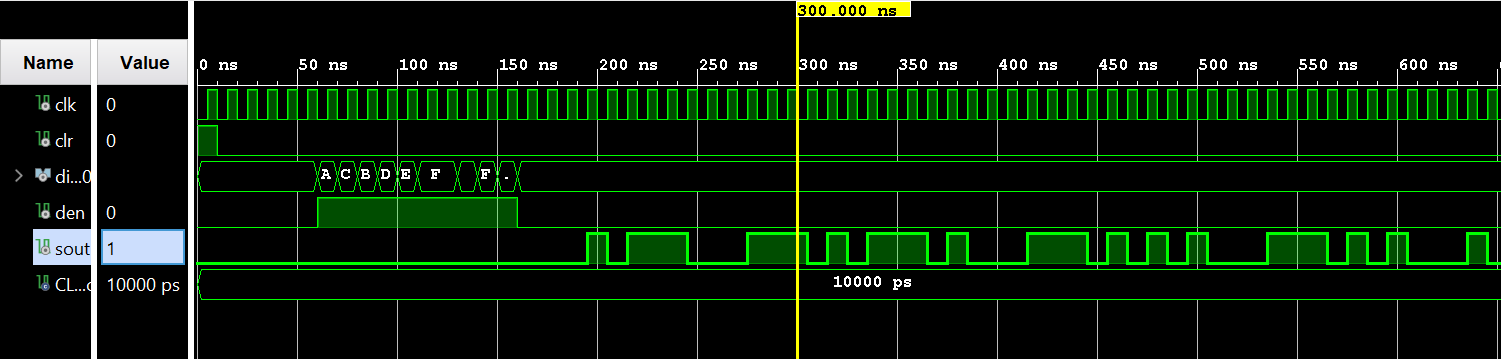 300.000 ns
Name Value
0 ns 50 ns 100 ns 150 ns 200 ns 250 ns 300 ns 350 ns 400 ns 450 ns 500 ns 550 ns 600 ns
clk 0
clr 0
di...0 A C B D E F F .
den 0
sout 1
CL...c 10000 ps 10000 ps